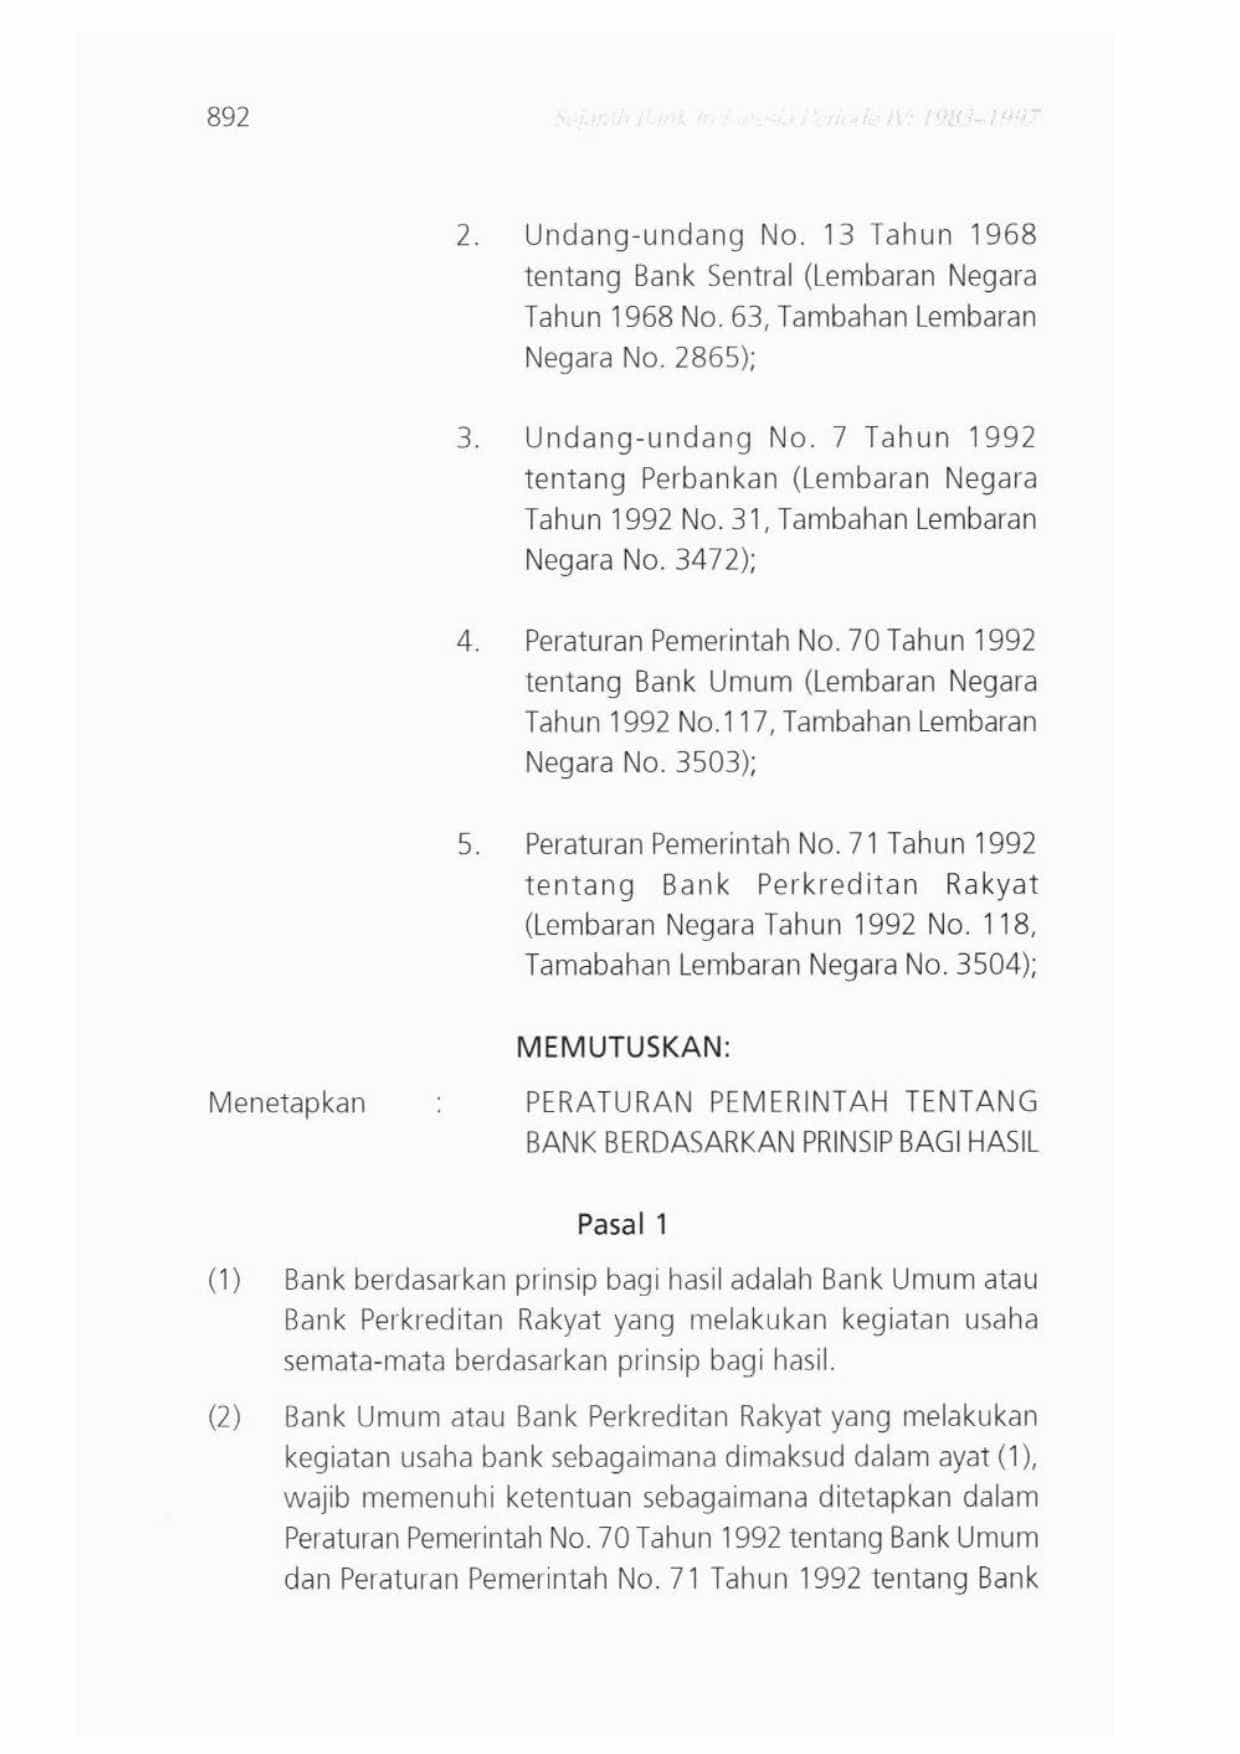 892
Sejarah Bank Indonesia Periode IV: 1983–1997
2. Undang-undang No. 13 Tahun 1968
tentang Bank Sentral (Lembaran Negara
Tahun 1968 No. 63, Tambahan Lembaran
Negara No. 2865);
3. Undang-undang No. 7 Tahun 1992
tentang Perbankan (Lembaran Negara
Tahun 1992 No. 31, Tambahan Lembaran
Negara No. 3472);
4. Peraturan Pemerintah No. 70 Tahun 1992
tentang Bank Umum (Lembaran Negara
Tahun 1992 No.117, Tambahan Lembaran
Negara No. 3503);
5. Peraturan Pemerintah No. 71 Tahun 1992
tentang Bank Perkreditan Rakyat
(Lembaran Negara Tahun 1992 No. 118,
Tamabahan Lembaran Negara No. 3504);
MEMUTUSKAN:
Menetapkan : PERATURAN PEMERINTAH TENTANG
BANK BERDASARKAN PRINSIP BAGI HASIL
Pasal 1
(1) Bank berdasarkan prinsip bagi hasil adalah Bank Umum atau
Bank Perkreditan Rakyat yang melakukan kegiatan usaha
semata-mata berdasarkan prinsip bagi hasil.
(2) Bank Umum atau Bank Perkreditan Rakyat yang melakukan
kegiatan usaha bank sebagaimana dimaksud dalam ayat (1),
wajib memenuhi ketentuan sebagaimana ditetapkan dalam
Peraturan Pemerintah No. 70 Tahun 1992 tentang Bank Umum
dan Peraturan Pemerintah No. 71 Tahun 1992 tentang Bank